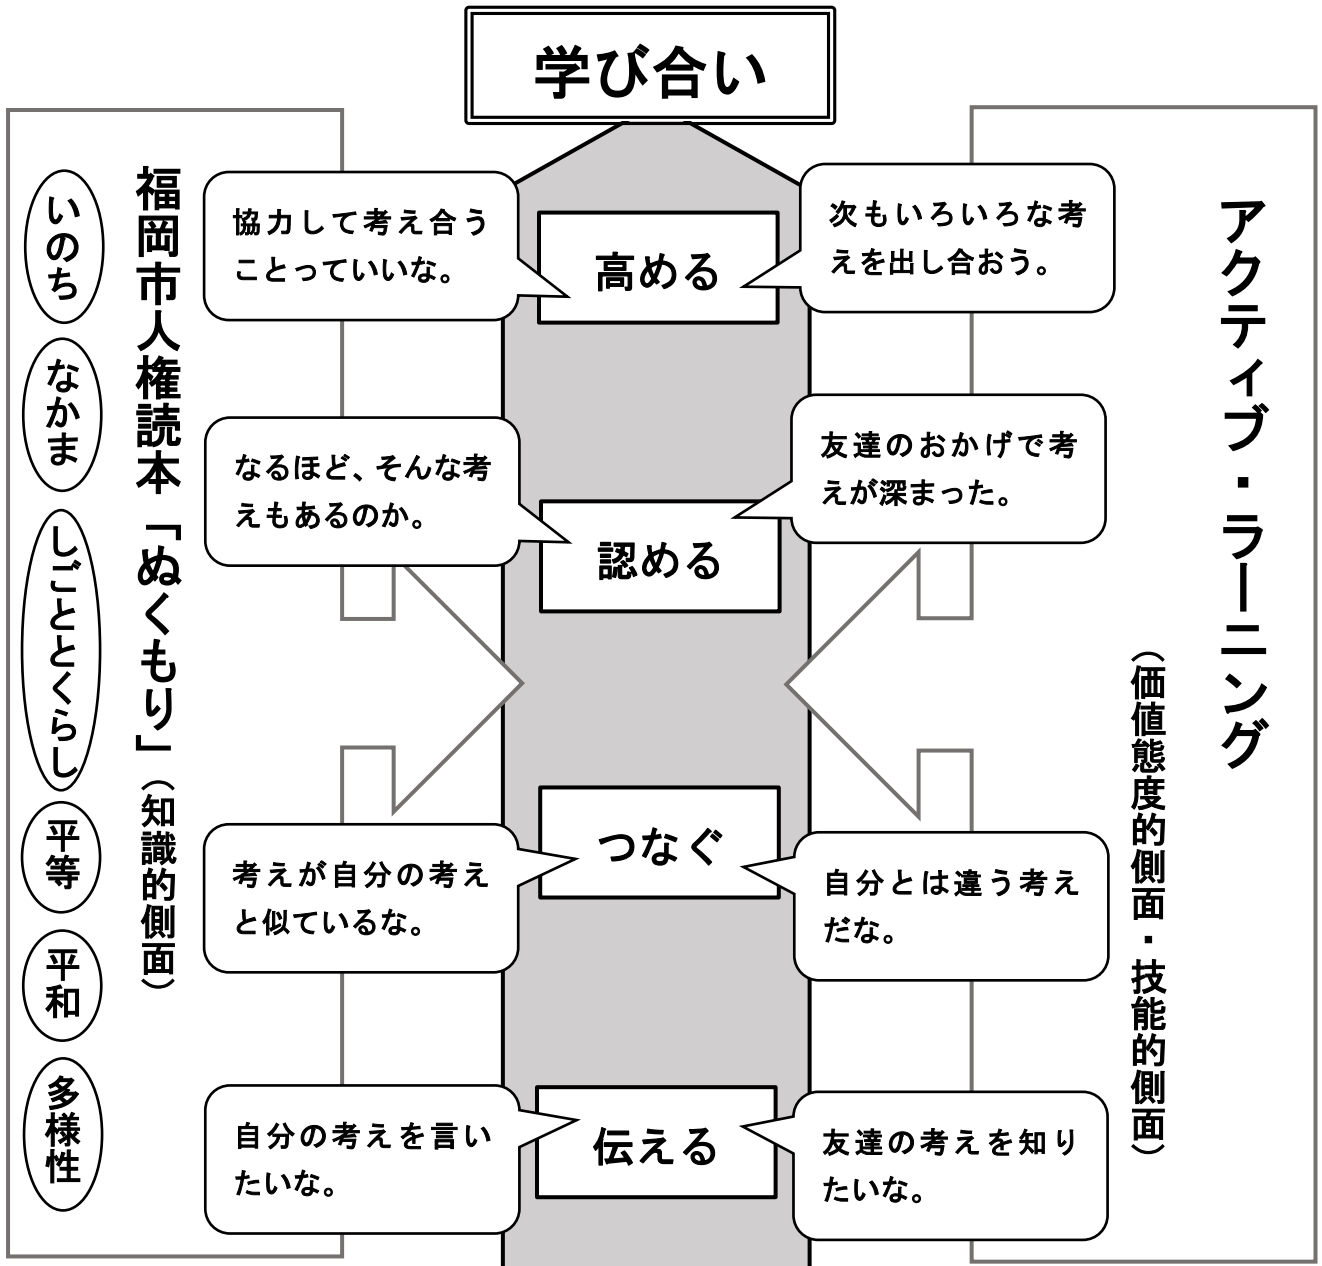 学び合い
福岡市人権読本「ぬくもり」（知識的側面）
いのち
なかま
しごととくらし
平等
平和
多様性
協力して考え合う
ことっていいな。
高める
次もいろいろな考
えを出し合おう。
なるほど、そんな考
えもあるのか。
認める
友達のおかげで考
えが深まった。
考えが自分の考え
と似ているな。
つなぐ
自分とは違う考え
だな。
自分の考えを言い
たいな。
伝える
友達の考えを知り
たいな。
アクティブ・ラーニング
（価値態度的側面・技能的側面）